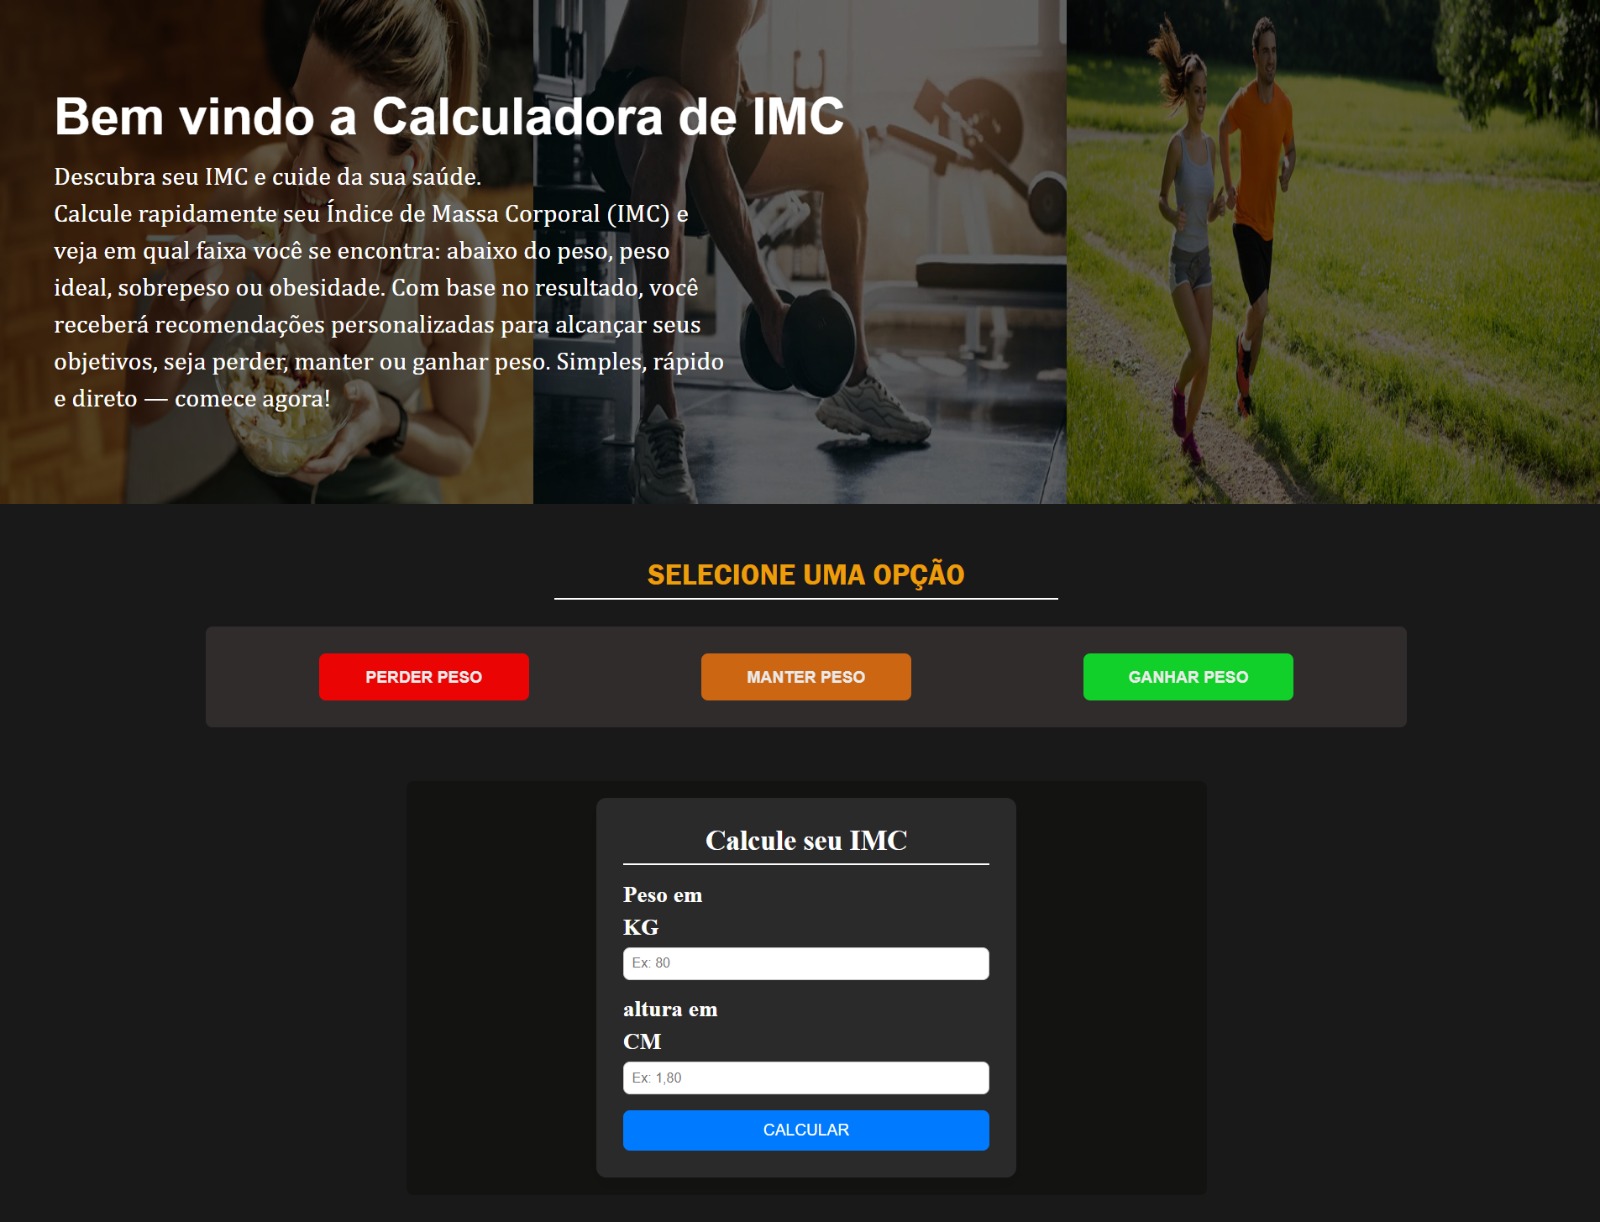 Bem vindo a Calculadora de IMC
Descubra seu IMC e cuide da sua saúde.
Calcule rapidamente seu Índice de Massa Corporal (IMC) e
veja em qual faixa você se encontra: abaixo do peso, peso
ideal, sobrepeso ou obesidade. Com base no resultado, você
receberá recomendações personalizadas para alcançar seus
objetivos, seja perder, manter ou ganhar peso. Simples, rápido
e direto — comece agora!
SELECIONE UMA OPÇÃO
PERDER PESO
MANTER PESO
GANHAR PESO
Calcule seu IMC
Peso em
KG
Ex: 80
altura em
CM
Ex: 1,80
CALCULAR